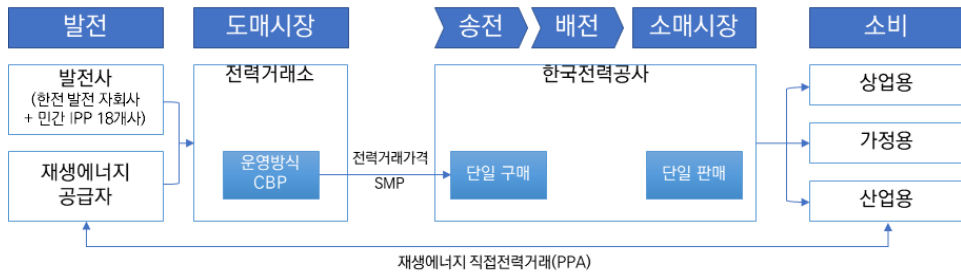 발전
도매시장
송전
배전
소매시장
소비
발전사
(한전 발전 자회사
+ 민간 IPP 18개사)
재생에너지
공급자
전력거래소
운영방식
CBP
전력거래가격
SMP
한국전력공사
단일 구매
단일 판매
상업용
가정용
산업용
재생에너지 직접전력거래(PPA)